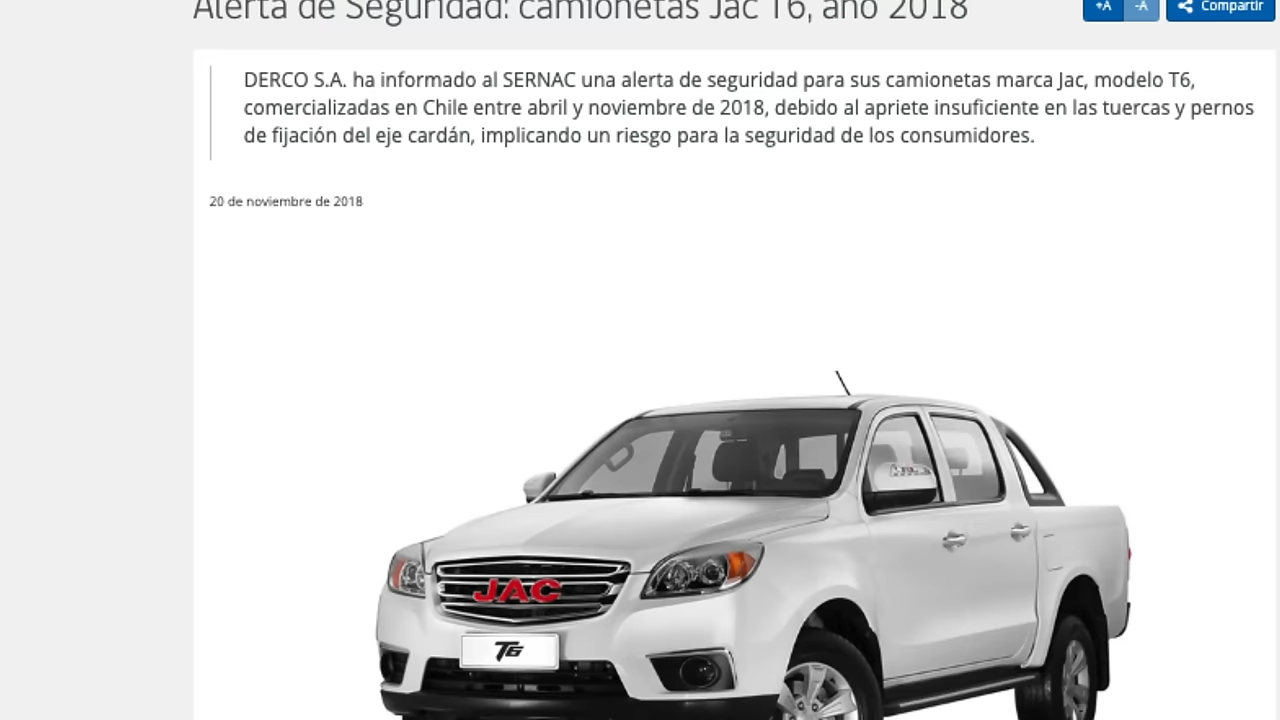 Alerta de Seguridad: camionetas Jac T6, año 2018
+A -A Compartir
DERCO S.A. ha informado al SERNAC una alerta de seguridad para sus camionetas marca Jac, modelo T6,
comercializadas en Chile entre abril y noviembre de 2018, debido al apriete insuficiente en las tuercas y pernos
de fijación del eje cardán, implicando un riesgo para la seguridad de los consumidores.
20 de noviembre de 2018
JAC
T6